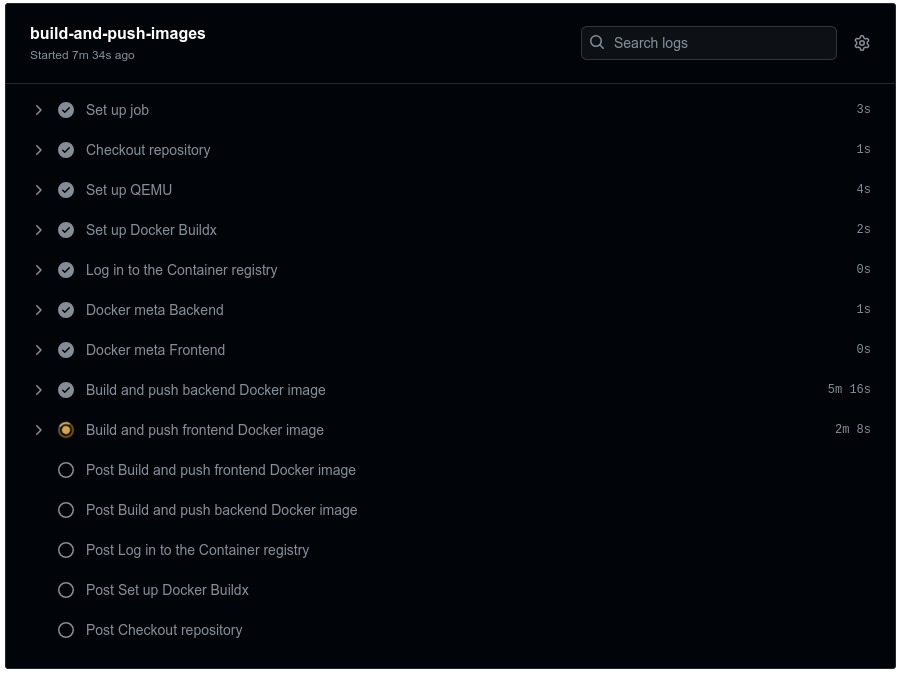 build-and-push-images
Started 7m 34s ago
Search logs
Set up job 3s
Checkout repository 1s
Set up QEMU 4s
Set up Docker Buildx 2s
Log in to the Container registry 0s
Docker meta Backend 1s
Docker meta Frontend 0s
Build and push backend Docker image 5m 16s
Build and push frontend Docker image 2m 8s
Post Build and push frontend Docker image
Post Build and push backend Docker image
Post Log in to the Container registry
Post Set up Docker Buildx
Post Checkout repository